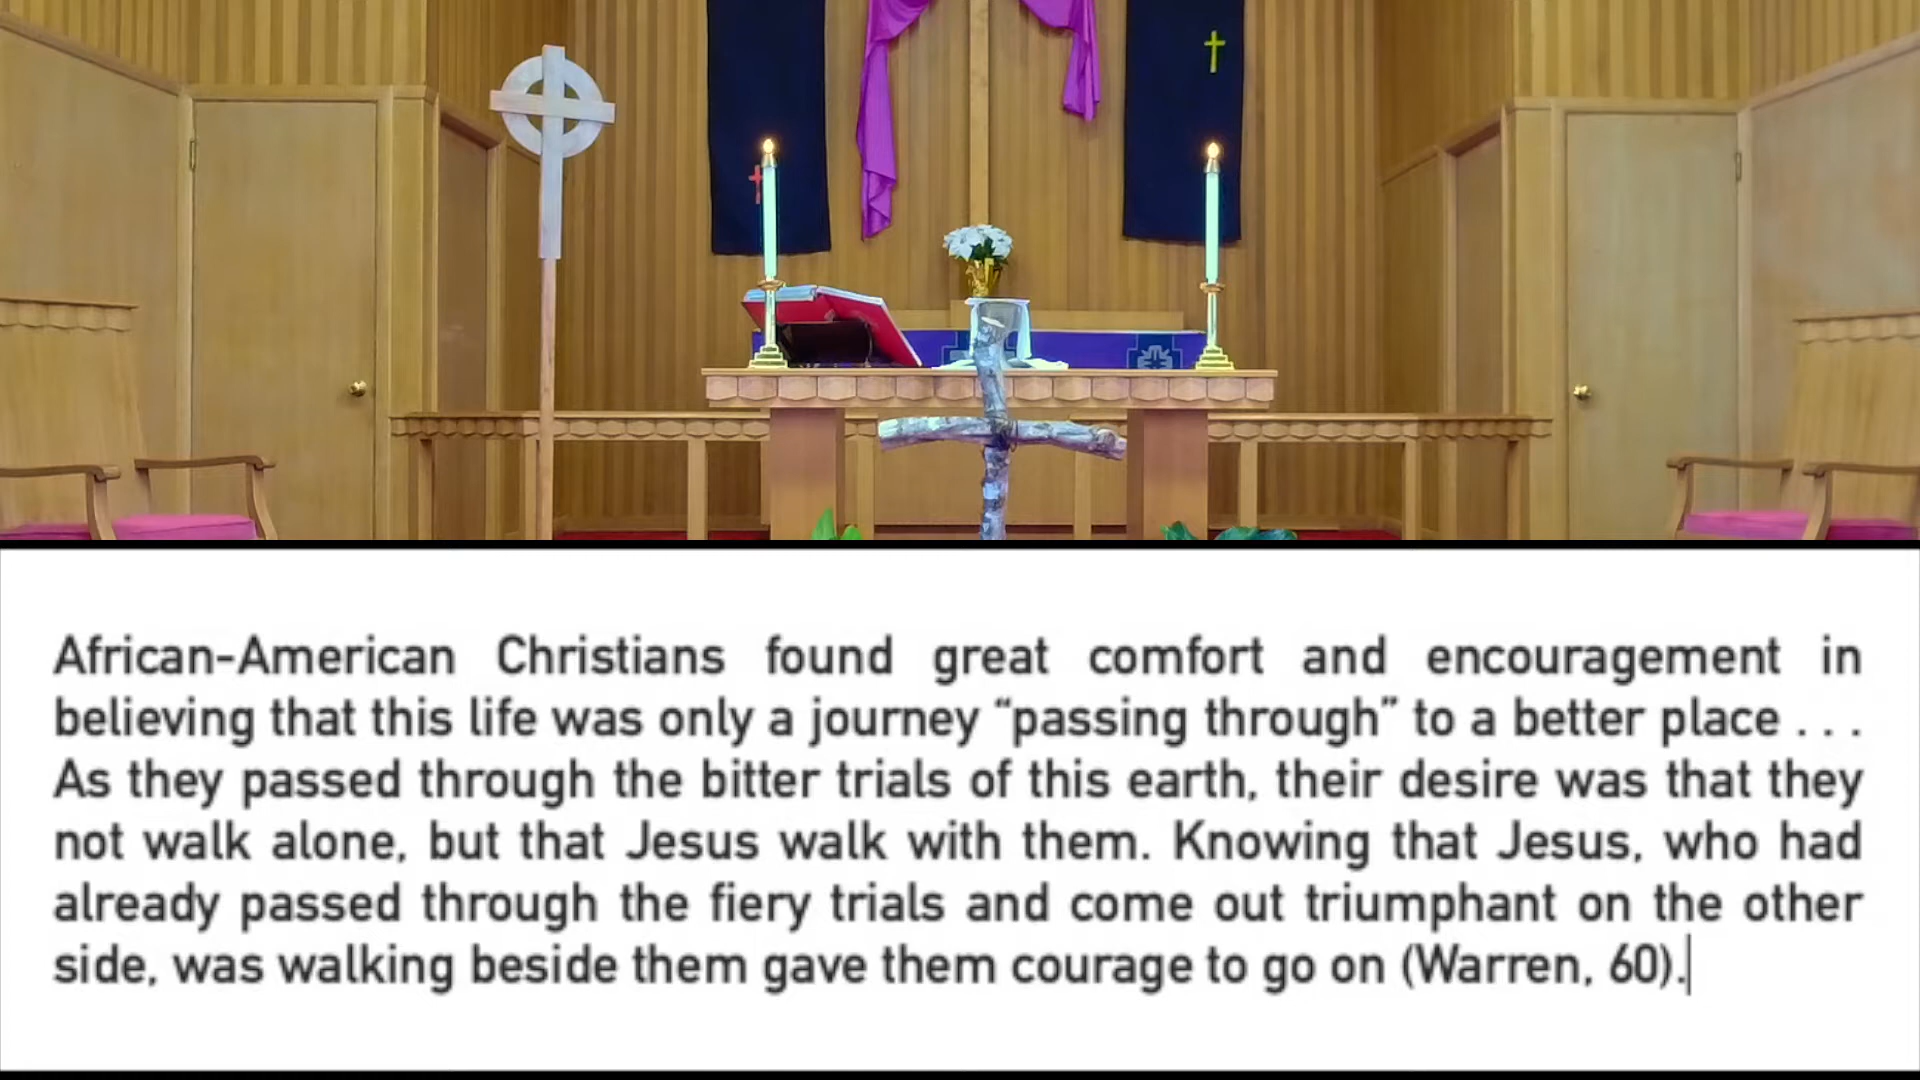 African-American Christians found great comfort and encouragement in
believing that this life was only a journey “passing through” to a better place . . .
As they passed through the bitter trials of this earth, their desire was that they
not walk alone, but that Jesus walk with them. Knowing that Jesus, who had
already passed through the fiery trials and come out triumphant on the other
side, was walking beside them gave them courage to go on (Warren, 60).